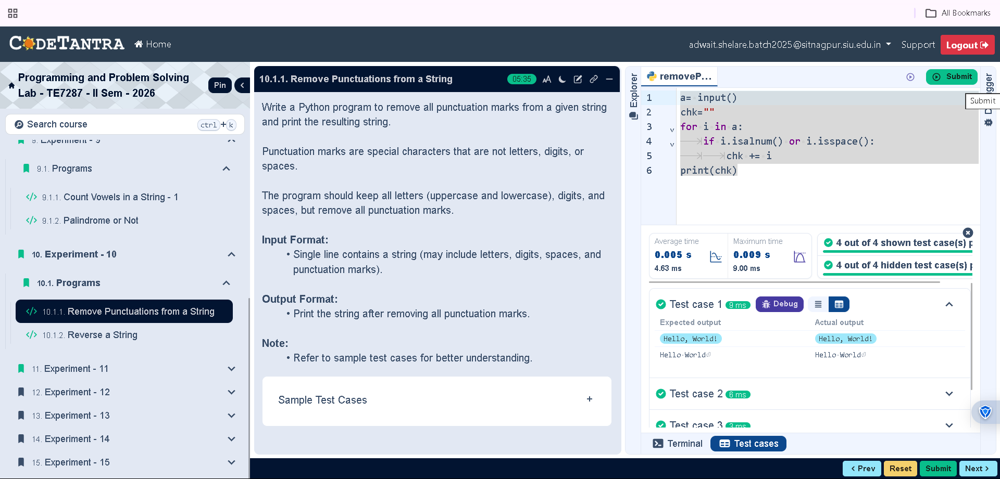 All Bookmarks
CODETANTRA
Home
adwait.shelare.batch2025@sitnagpur.siu.edu.in
Support
Logout
Programming and Problem Solving
Lab - TE7287 - II Sem - 2026
Pin
Search course
ctrl + k
9. Experiment - 9
9.1. Programs
9.1.1. Count Vowels in a String - 1
9.1.2. Palindrome or Not
10. Experiment - 10
10.1. Programs
10.1.1. Remove Punctuations from a String
10.1.2. Reverse a String
11. Experiment - 11
12. Experiment - 12
13. Experiment - 13
14. Experiment - 14
15. Experiment - 15
10.1.1. Remove Punctuations from a String
05:35
AA
Write a Python program to remove all punctuation marks from a given string
and print the resulting string.
Punctuation marks are special characters that are not letters, digits, or
spaces.
The program should keep all letters (uppercase and lowercase), digits, and
spaces, but remove all punctuation marks.
Input Format:
• Single line contains a string (may include letters, digits, spaces, and
punctuation marks).
Output Format:
• Print the string after removing all punctuation marks.
Note:
• Refer to sample test cases for better understanding.
Sample Test Cases
+
Explorer
removeP...
Submit
Submit
1 a= input()
2 chk=""
3 for i in a:
4 if i.isalnum() or i.isspace():
5 chk += i
6 print(chk)
Average time
0.005 s
4.63 ms
Maximum time
0.009 s
9.00 ms
4 out of 4 shown test case(s) p
4 out of 4 hidden test case(s) p
Test case 1 9 ms
Debug
Expected output
Actual output
Hello, World!
Hello, World!
Hello·World⏎
Hello·World⏎
Test case 2 6 ms
Test case 3 3 ms
Terminal
Test cases
< Prev
Reset
Submit
Next >